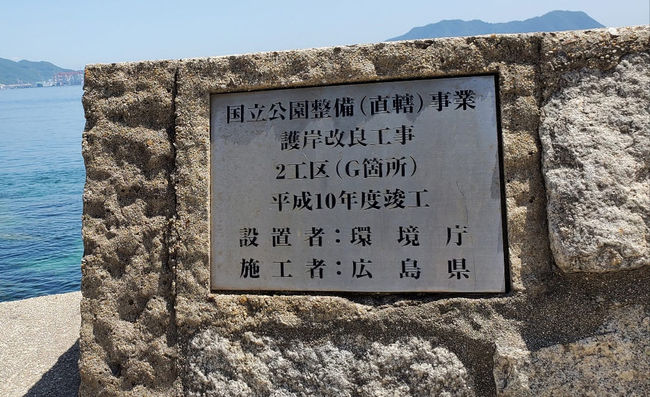 国立公園整備(直轄)事業
護岸改良工事
2工区(G箇所)
平成10年度竣工
設置者:環境庁
施工者:広島県